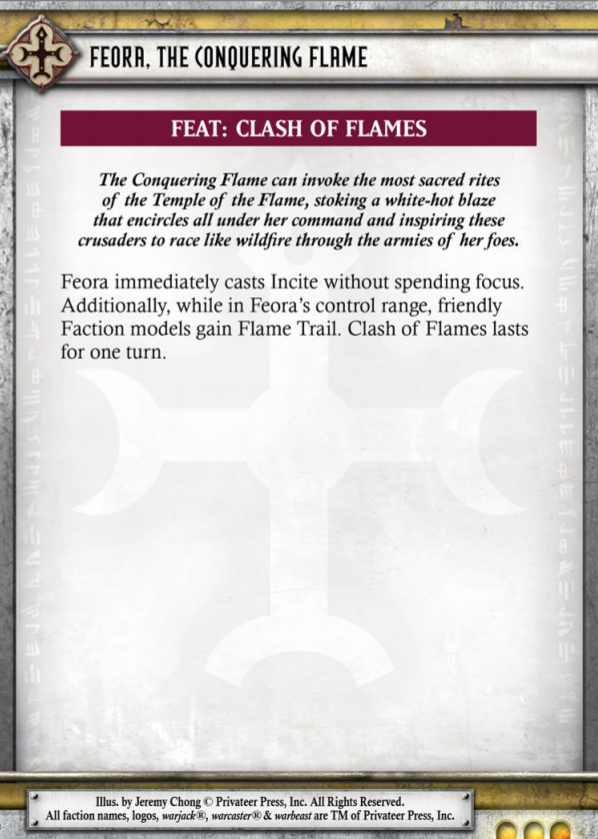 FEORA, THE CONQUERING FLAME
FEAT: CLASH OF FLAMES
The Conquering Flame can invoke the most sacred rites
of the Temple of the Flame, stoking a white-hot blaze
that encircles all under her command and inspiring these
crusaders to race like wildfire through the armies of her foes.
Feora immediately casts Incite without spending focus.
Additionally, while in Feora's control range, friendly
Faction models gain Flame Trail. Clash of Flames lasts
for one turn.
Illus. by Jeremy Chong © Privateer Press, Inc. All Rights Reserved.
All faction names, logos, warjack®, warcaster® & warbeast are TM of Privateer Press, Inc.